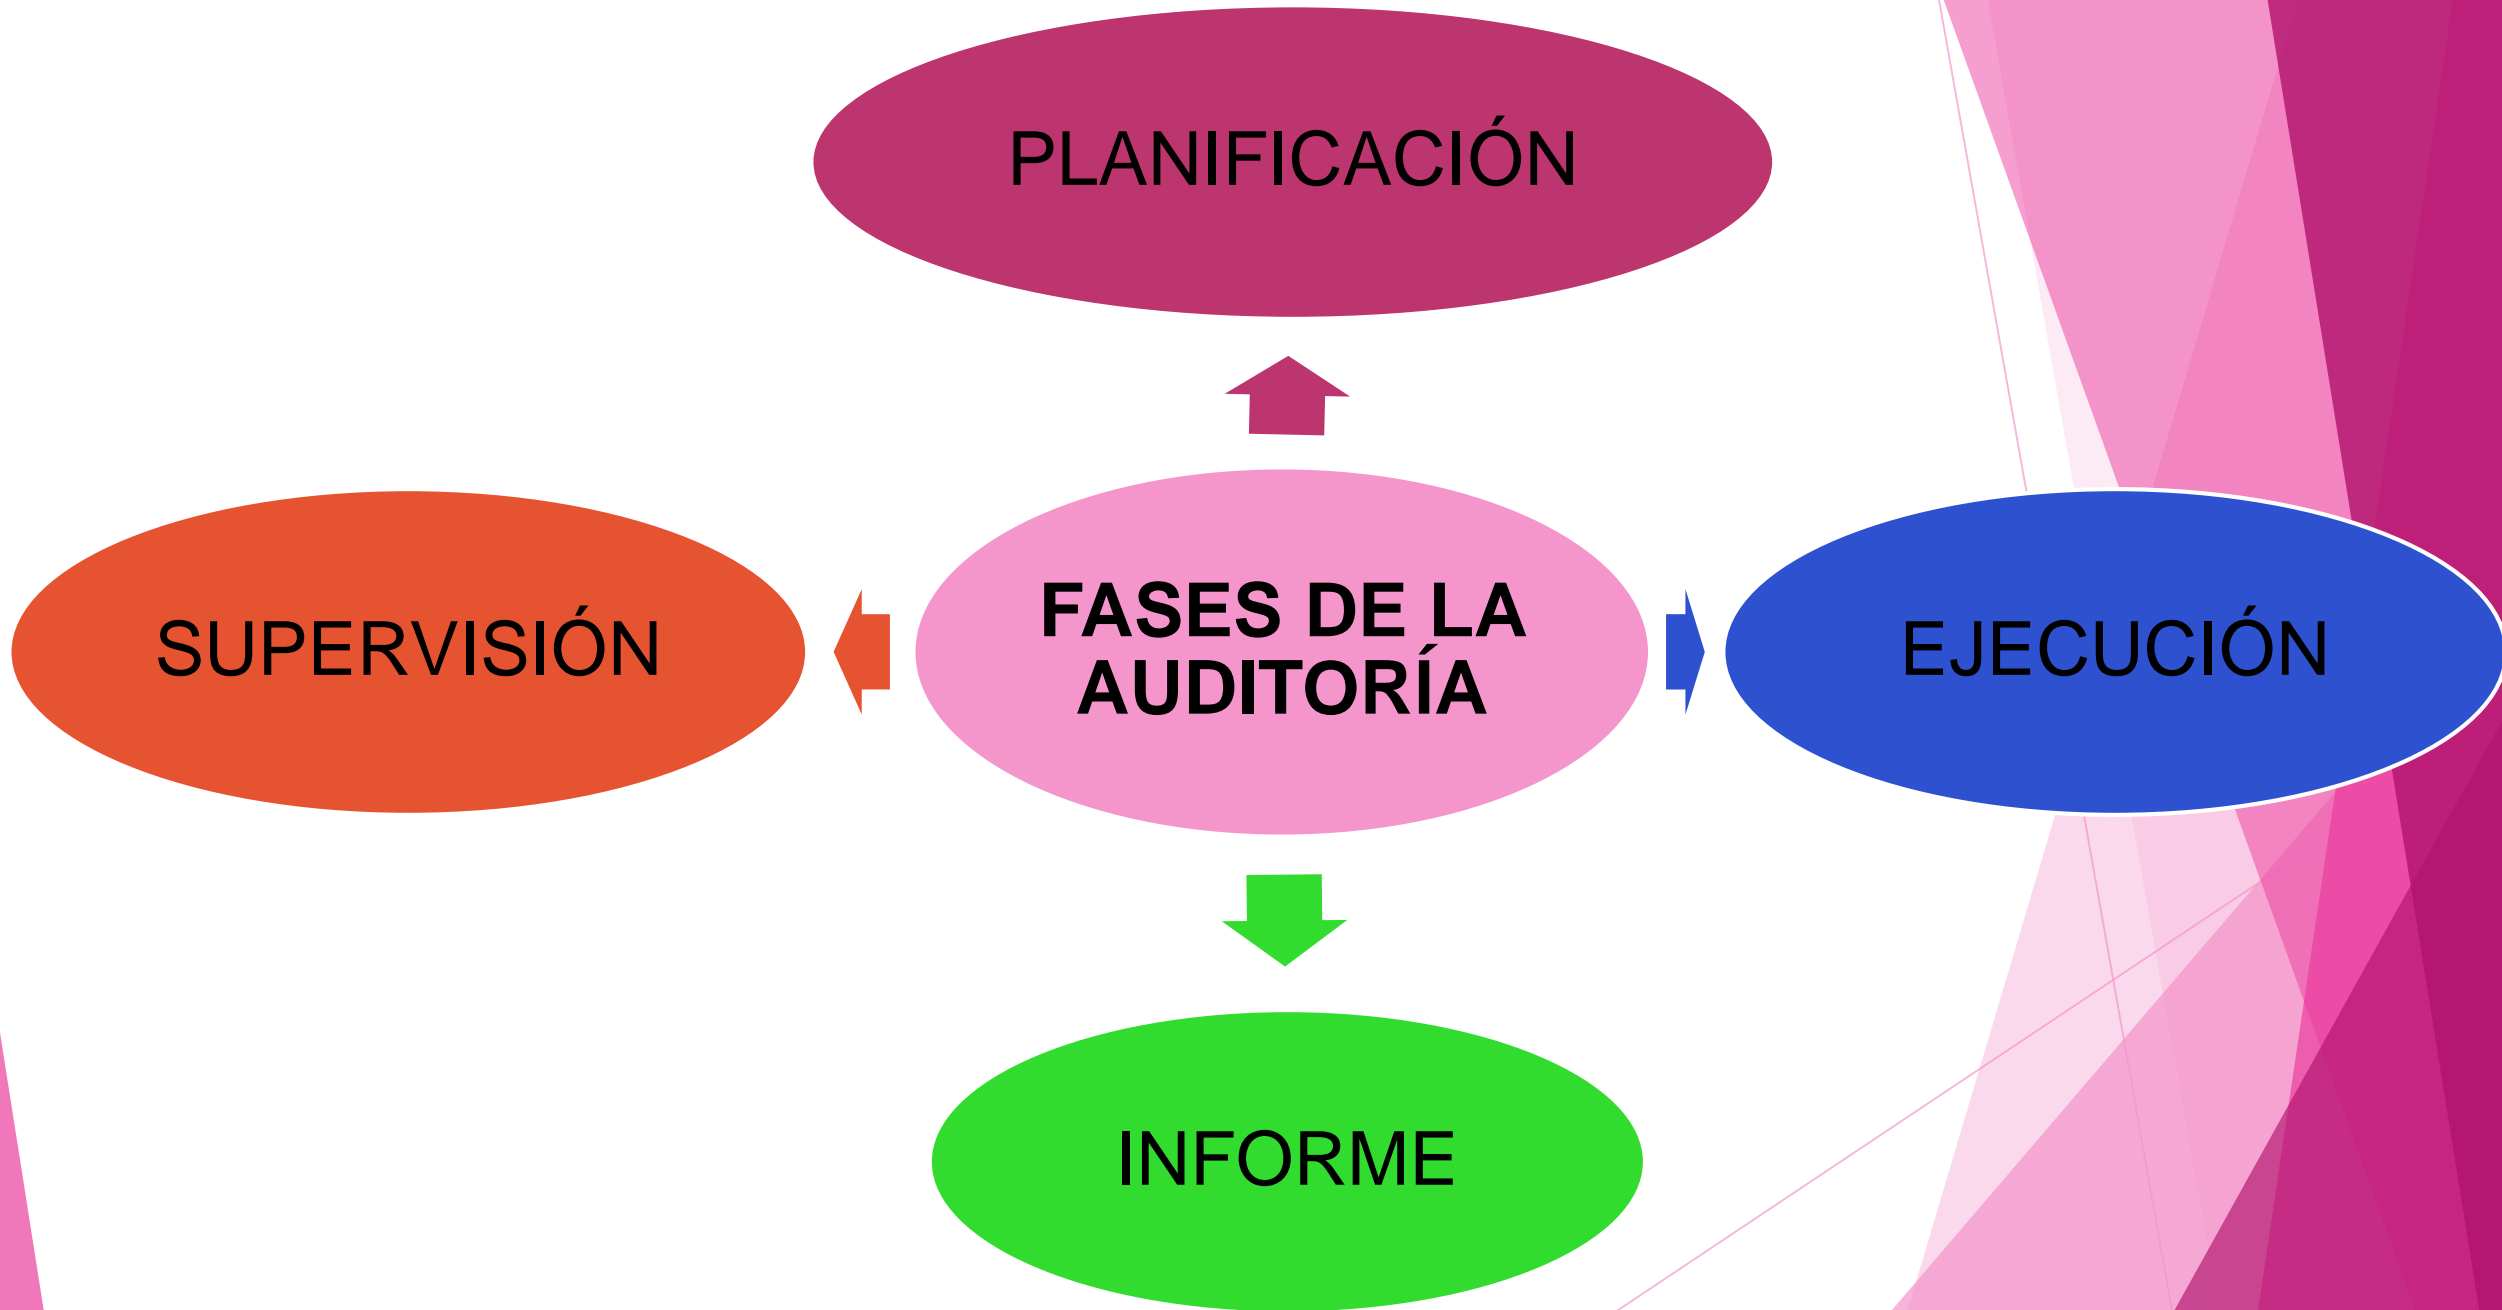 PLANIFICACIÓN
SUPERVISIÓN
FASES DE LA
AUDITORÍA
EJECUCIÓN
INFORME